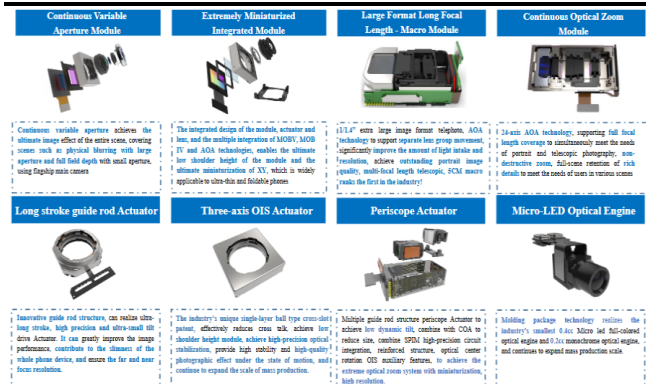 Continuous Variable
Aperture Module
Extremely Miniaturized
Integrated Module
Large Format Long Focal
Length - Macro Module
Continuous Optical Zoom
Module
Continuous variable aperture achieves the
ultimate image effect of the entire scene, covering
scenes such as physical blurring with large
aperture and full field depth with small aperture,
using flagship main camera
The integrated design of the module, actuator and
lens, and the multiple integration of MOBV, MOB
IV and AOA technologies, enables the ultimate
low shoulder height of the module and the
ultimate miniaturization of XY, which is widely
applicable to ultra-thin and foldable phones
1/1.4" extra large image format telephoto, AOA
technology to support separate lens group movement,
significantly improve the amount of light intake and
resolution, achieve outstanding portrait image
quality, multi-focal length telescopic, 5CM macro
ranks the first in the industry!
24-axis AOA technology, supporting full focal
length coverage to simultaneously meet the needs
of portrait and telescopic photography, non-
destructive zoom, full-scene retention of rich
details to meet the needs of users in various scenes
Long stroke guide rod Actuator
Three-axis OIS Actuator
Periscope Actuator
Micro-LED Optical Engine
Innovative guide rod structure, can realize ultra-
long stroke, high precision and ultra-small tilt
drive Actuator. It can greatly improve the image
performance, contribute to the slimness of the
whole phone device, and ensure the far and near
focus resolution.
The industry's unique single-layer ball type cross-slot
patent, effectively reduces cross talk, achieve low
shoulder height module, achieve high-precision optical
stabilization, provide high stability and high-quality
photographic effect under the state of motion, and
continue to expand the scale of mass production.
Multiple guide rod structure periscope Actuator to
achieve low dynamic tilt, combine with COA to
reduce size, combine SPIM high-precision circuit
integration, reinforced structure, optical center
rotation OIS auxiliary features, to achieve the
extreme optical zoom system with miniaturization,
high resolution.
Molding package technology realizes the
industry's smallest 0.4cc Micro led full-colored
optical engine and 0.2cc monochrome optical engine,
and continues to expand mass production scale.